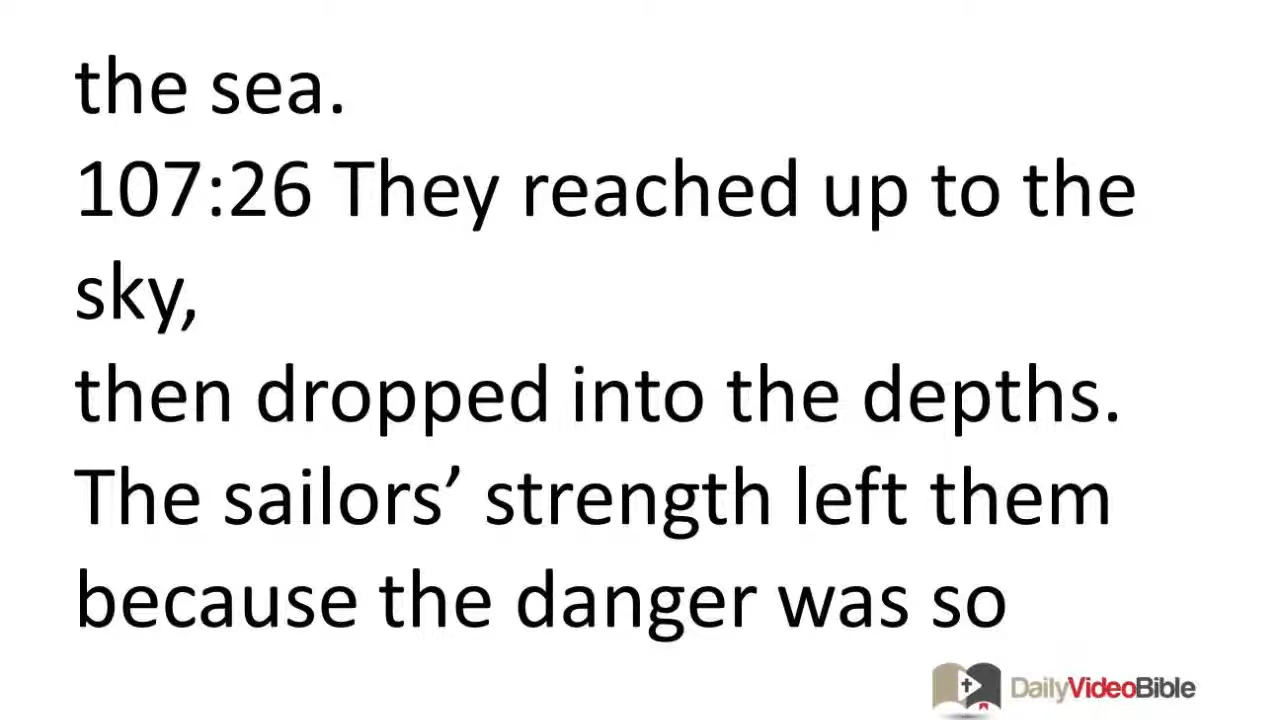 the sea.
107:26 They reached up to the
sky,
then dropped into the depths.
The sailors’ strength left them
because the danger was so
DailyVideoBible